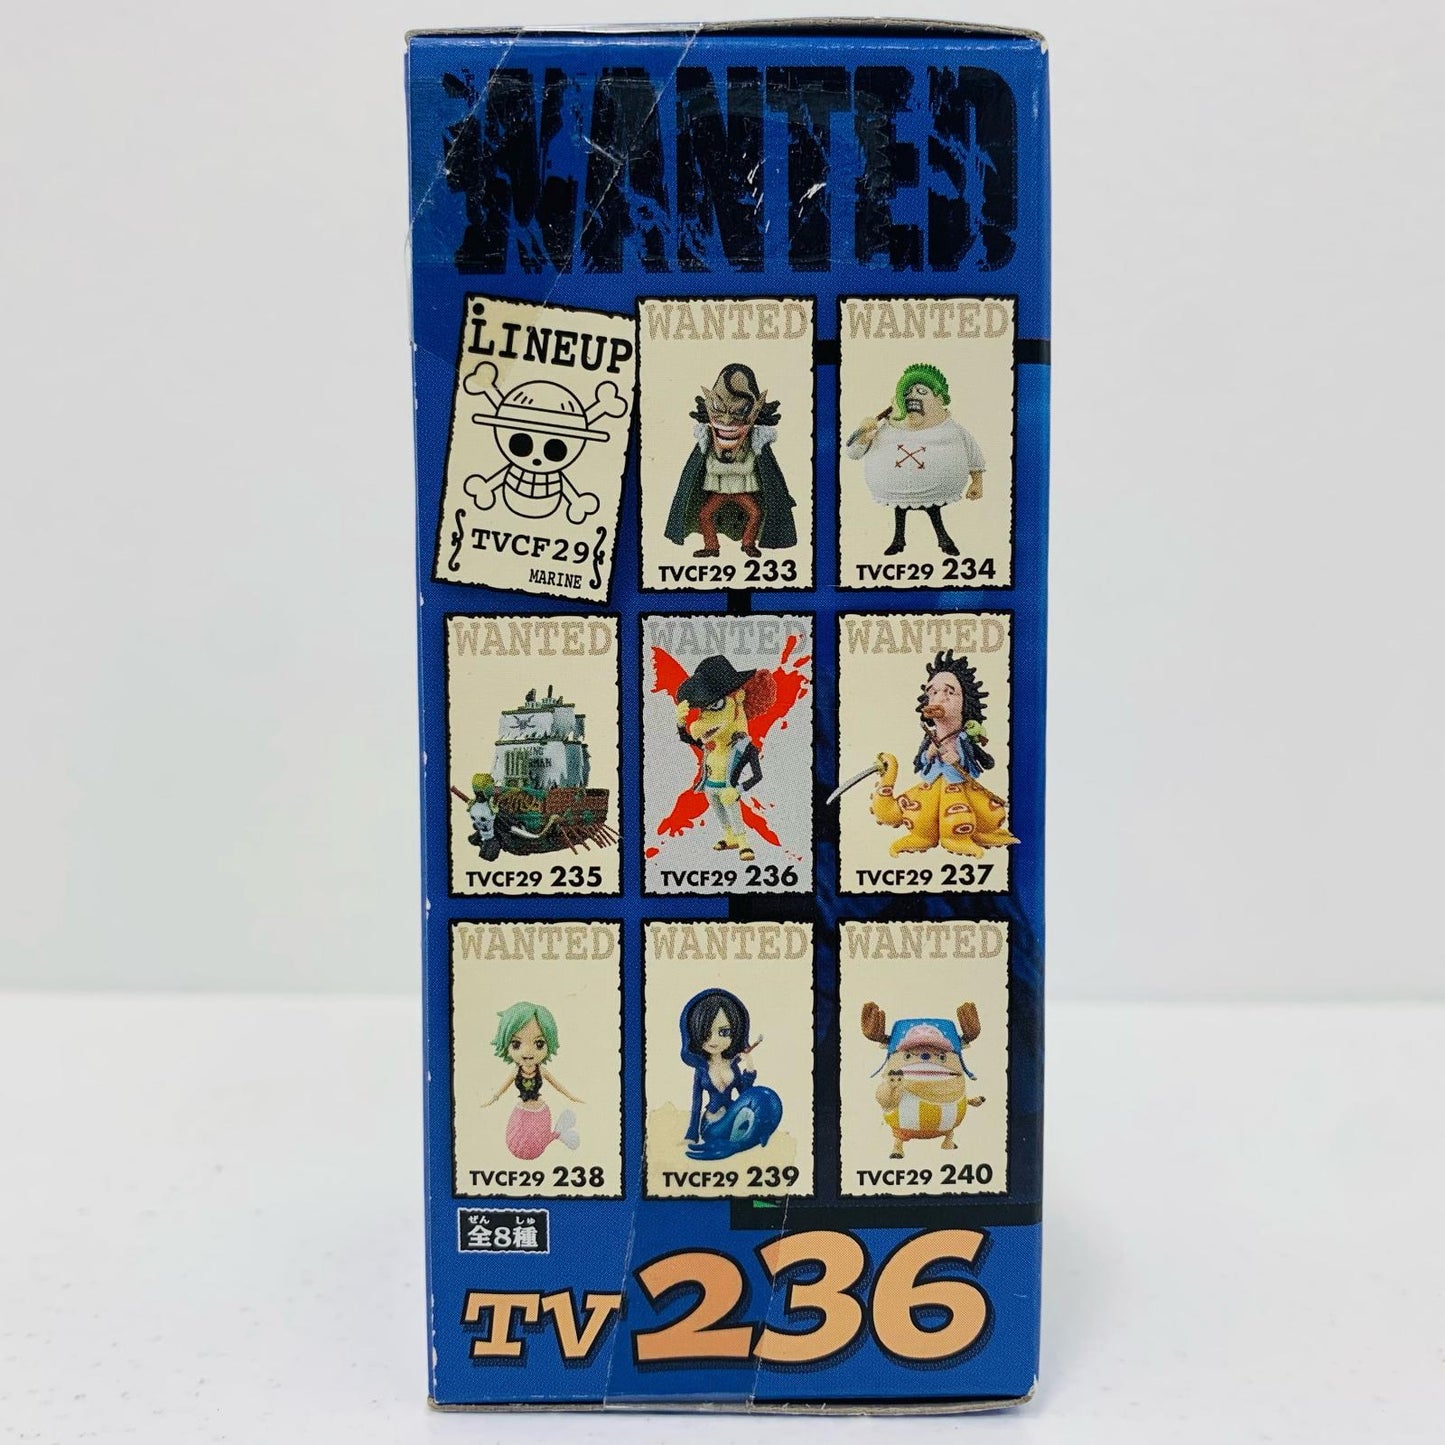 WANTED
LINEUP
TVCF29
MARINE
WANTED
TVCF29 233
WANTED
TVCF29 234
WANTED
TVCF29 235
WANTED
TVCF29 236
WANTED
TVCF29 237
WANTED
TVCF29 238
WANTED
TVCF29 239
WANTED
TVCF29 240
ぜん しゅ
全8種
TV 236